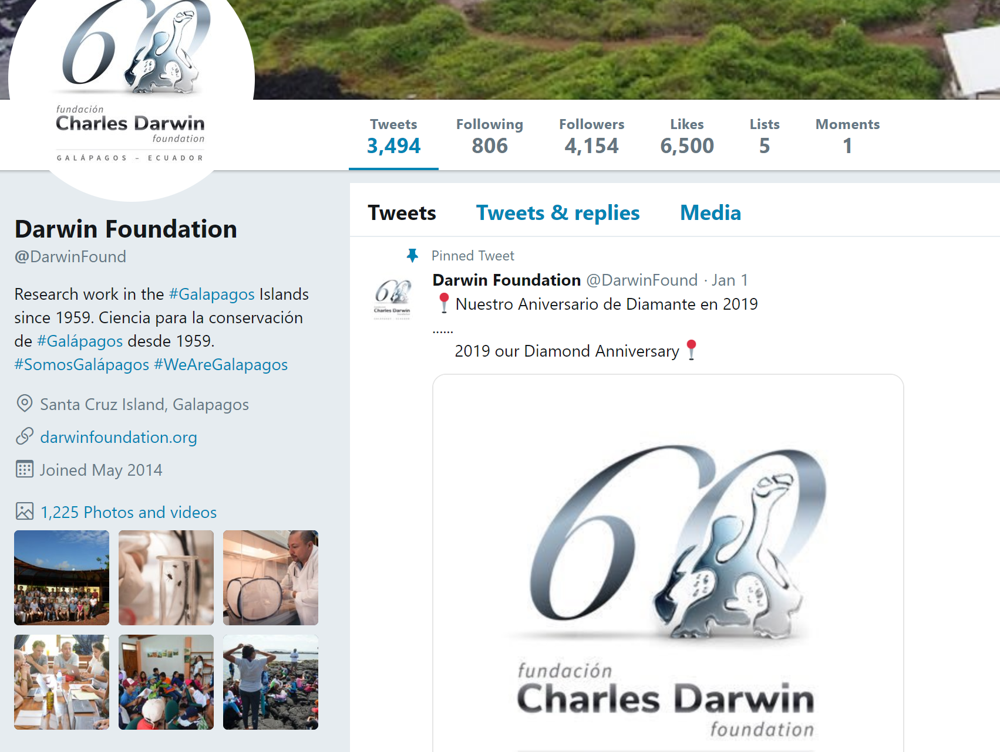 60
fundación
Charles Darwin
foundation
GALÁPAGOS – ECUADOR
Tweets Following Followers Likes Lists Moments
3,494 806 4,154 6,500 5 1
Darwin Foundation
@DarwinFound
Research work in the #Galapagos Islands
since 1959. Ciencia para la conservación
de #Galápagos desde 1959.
#SomosGalápagos #WeAreGalapagos
Santa Cruz Island, Galapagos
darwinfoundation.org
Joined May 2014
1,225 Photos and videos
Tweets Tweets & replies Media
Pinned Tweet
Darwin Foundation @DarwinFound · Jan 1
Nuestro Aniversario de Diamante en 2019
......
2019 our Diamond Anniversary
60
Charles Darwin
60
fundación
Charles Darwin
foundation